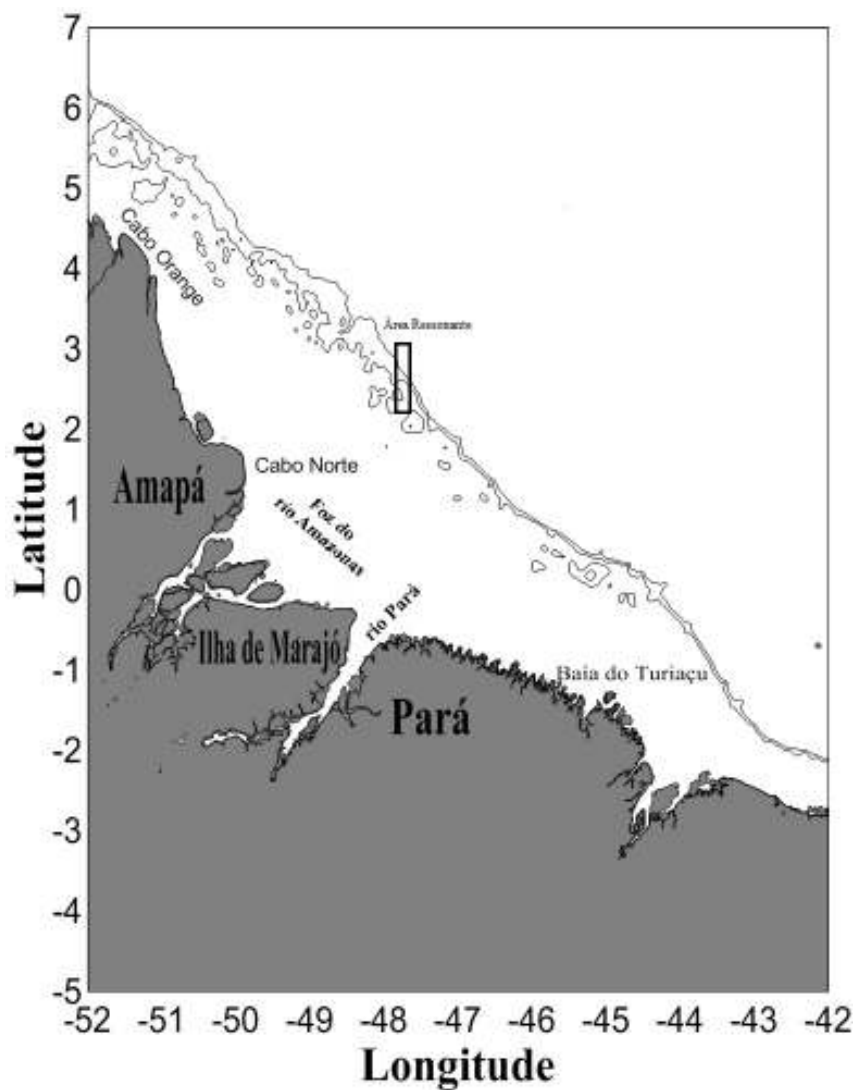 7
6
5
4
3
2
1
0
-1
-2
-3
-4
-5
Latitude
Cabo Orange
Área Ressonante
Cabo Norte
Amapá
Foz do
rio Amazonas
rio Pará
Ilha de Marajó
Baia do Turiaçu
Pará
-52 -51 -50 -49 -48 -47 -46 -45 -44 -43 -42
Longitude